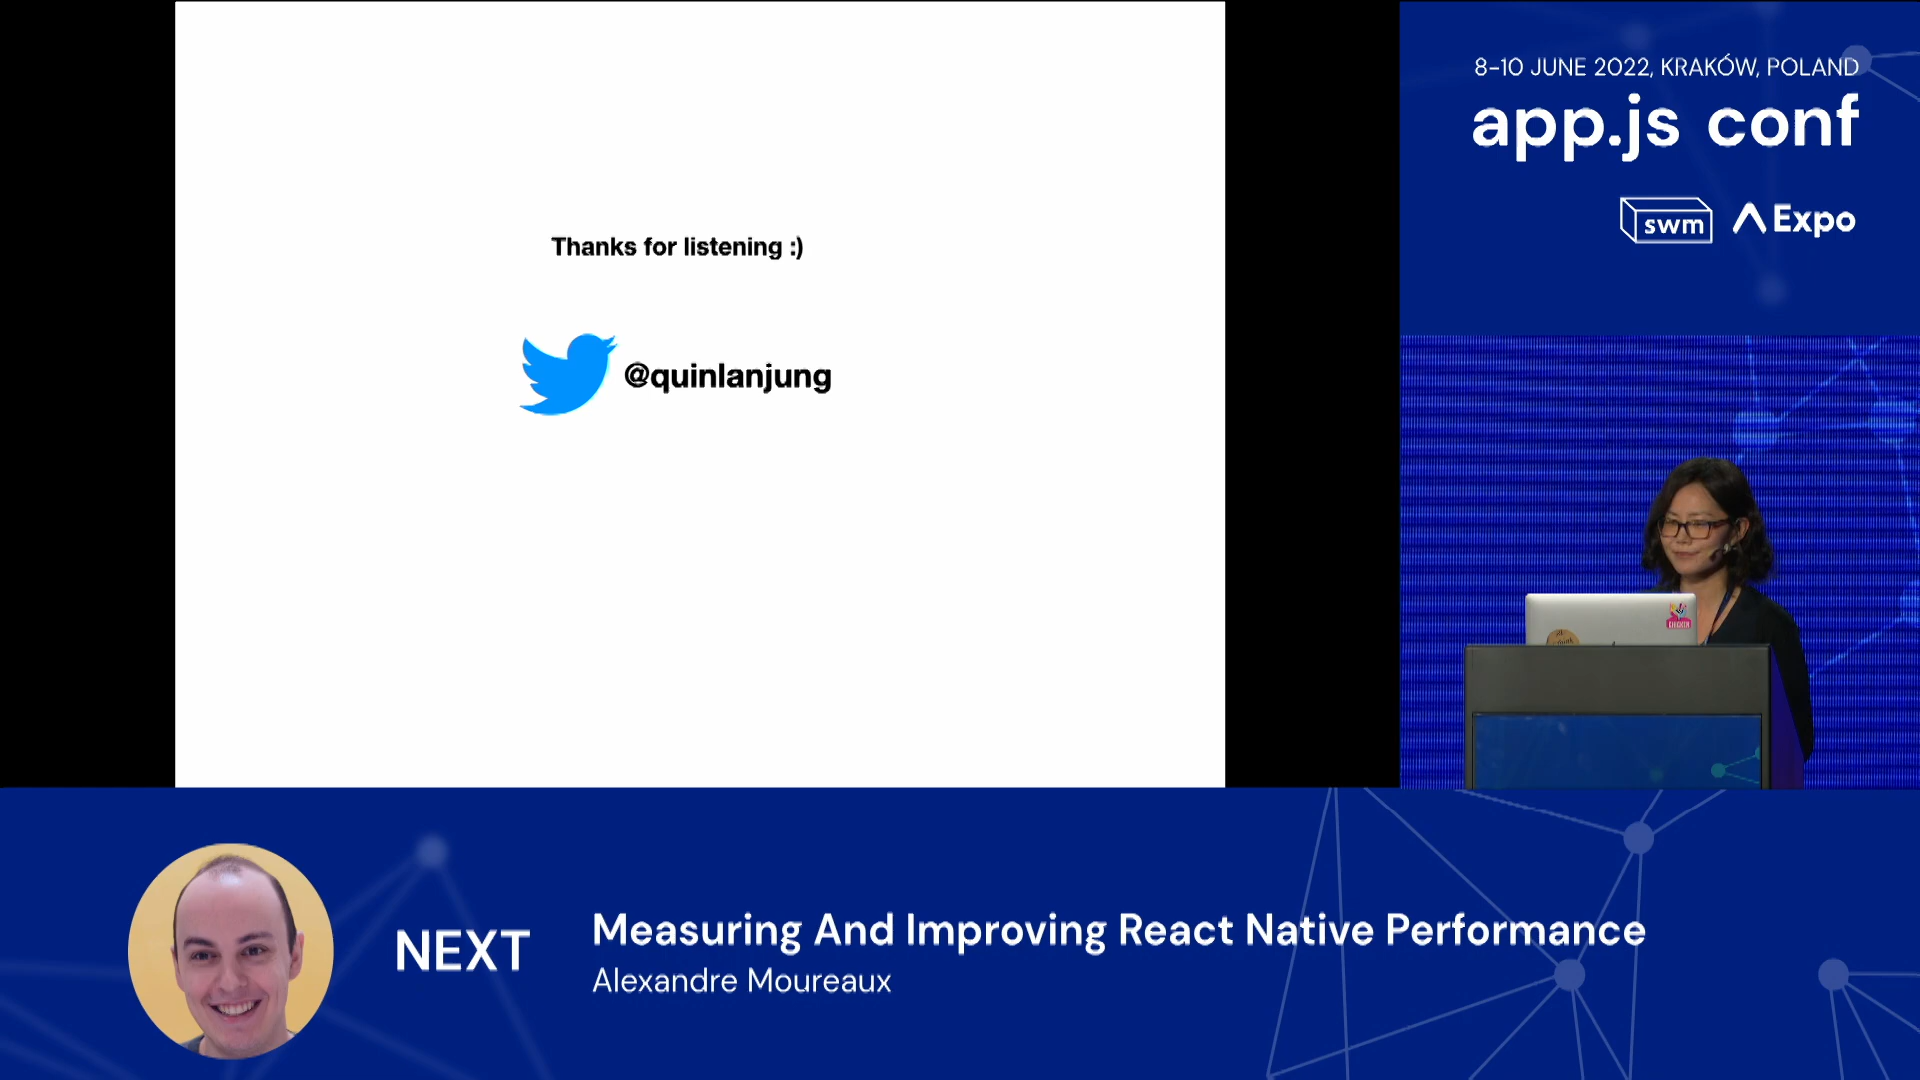 Thanks for listening :)
@quinlanjung
8-10 JUNE 2022, KRAKÓW, POLAND
app.js conf
swm
Expo
NEXT
Measuring And Improving React Native Performance
Alexandre Moureaux